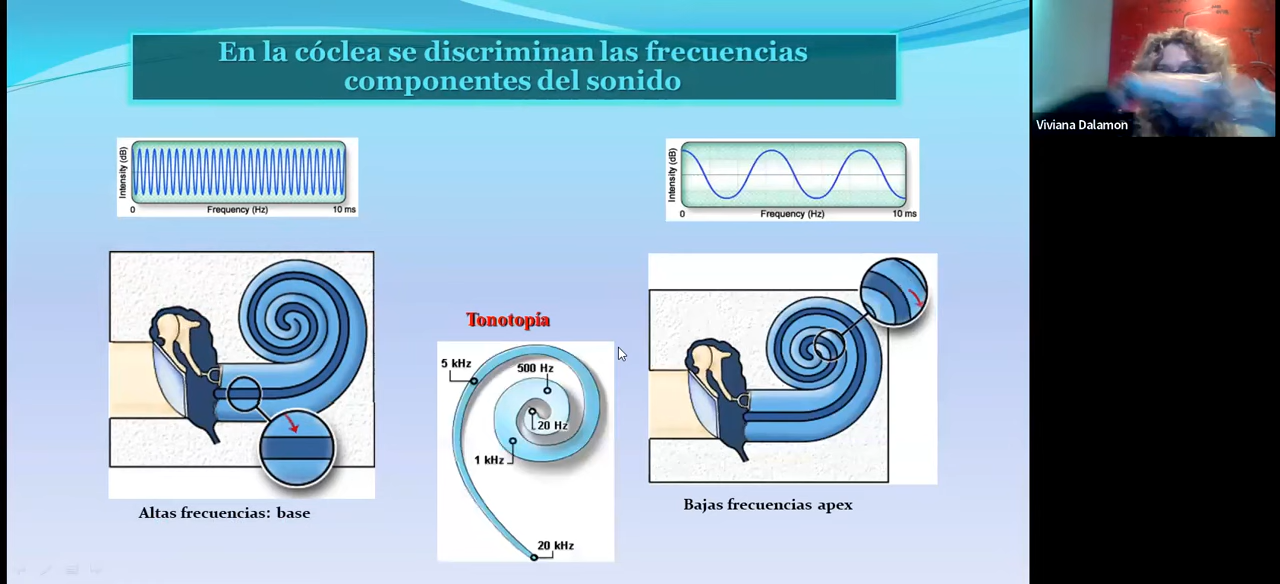 En la cóclea se discriminan las frecuencias
componentes del sonido
Viviana Dalamon
Intensity (dB)
0
Frequency (Hz)
10 ms
Intensity (dB)
0
Frequency (Hz)
10 ms
Tonotopía
5 kHz
500 Hz
20 Hz
1 kHz
20 kHz
Altas frecuencias: base
Bajas frecuencias apex